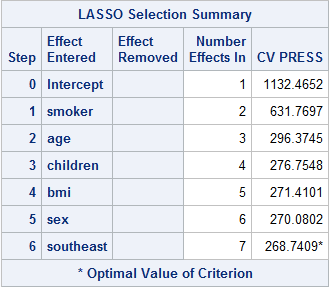 LASSO Selection Summary
Step Effect Entered Effect Removed Number Effects In CV PRESS
0 Intercept 1 1132.4652
1 smoker 2 631.7697
2 age 3 296.3745
3 children 4 276.7548
4 bmi 5 271.4101
5 sex 6 270.0802
6 southeast 7 268.7409*
* Optimal Value of Criterion